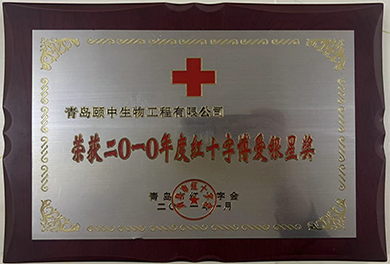 青岛颐中生物工程有限公司
荣获二〇一〇年度红十字博爱银星奖
青岛 红 字会
二〇一 年 月